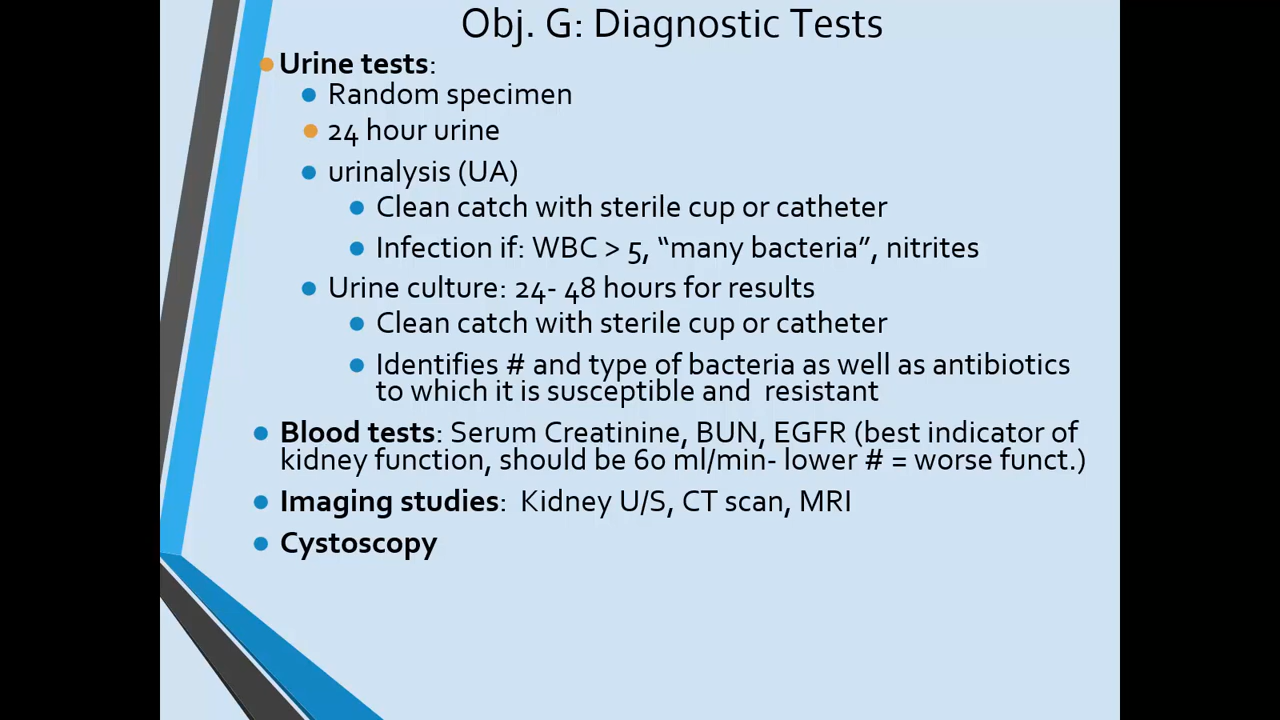 Obj. G: Diagnostic Tests
Urine tests:
Random specimen
24 hour urine
urinalysis (UA)
Clean catch with sterile cup or catheter
Infection if: WBC > 5, “many bacteria”, nitrites
Urine culture: 24- 48 hours for results
Clean catch with sterile cup or catheter
Identifies # and type of bacteria as well as antibiotics
to which it is susceptible and  resistant
Blood tests: Serum Creatinine, BUN, EGFR (best indicator of
kidney function, should be 60 ml/min- lower # = worse funct.)
Imaging studies:  Kidney U/S, CT scan, MRI
Cystoscopy